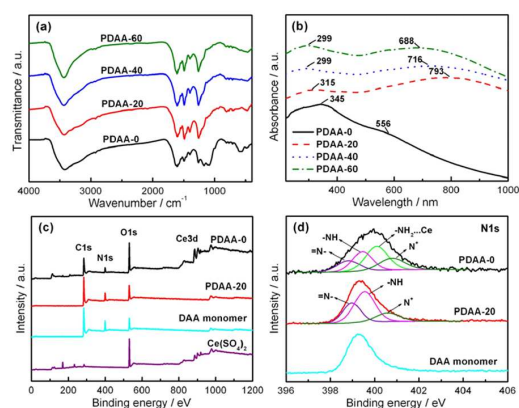 (a)
PDAA-60
PDAA-40
PDAA-20
PDAA-0
Transmittance / a.u.
4000 3000 2000 1000
Wavenumber / cm-1
(b)
299
688
299
716
315
793
345
556
PDAA-0
PDAA-20
PDAA-40
PDAA-60
Absorbance / a.u.
200 400 600 800 1000
Wavelength / nm
(c)
C1s
N1s
O1s
Ce3d
PDAA-0
PDAA-20
DAA monomer
Ce(SO4)2
Intensity / a.u.
0 200 400 600 800 1000 1200
Binding energy / eV
(d)
N1s
=N-
-NH
-NH2...Ce
N+
PDAA-0
=N-
-NH
N+
PDAA-20
DAA monomer
Intensity / a.u.
396 398 400 402 404 406
Binding energy / eV